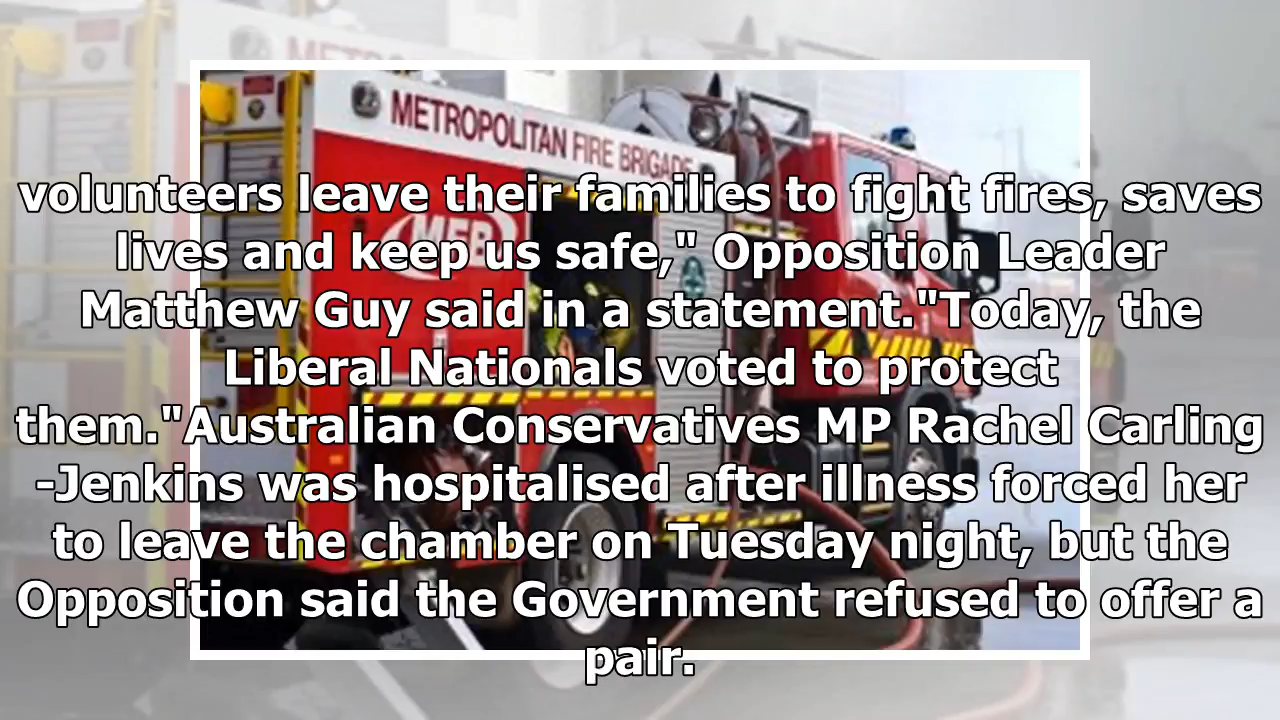 METROPOLITAN FIRE BRIGADE
MFB
volunteers leave their families to fight fires, saves
lives and keep us safe," Opposition Leader
Matthew Guy said in a statement."Today, the
Liberal Nationals voted to protect
them."Australian Conservatives MP Rachel Carling
-Jenkins was hospitalised after illness forced her
to leave the chamber on Tuesday night, but the
Opposition said the Government refused to offer a
pair.